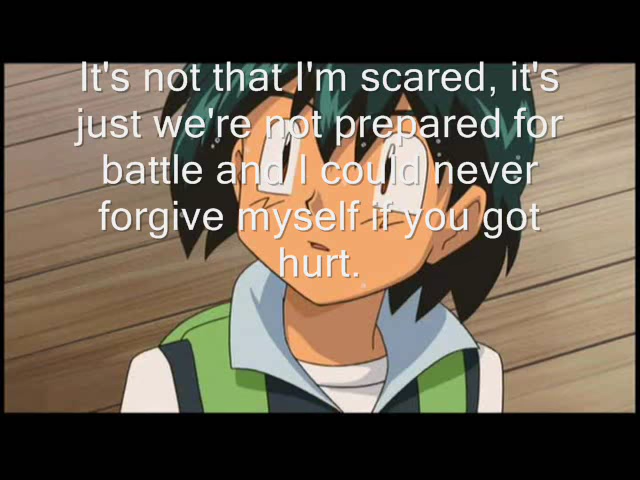 It's not that I'm scared, it's
just we're not prepared for
battle and I could never
forgive myself if you got
hurt.